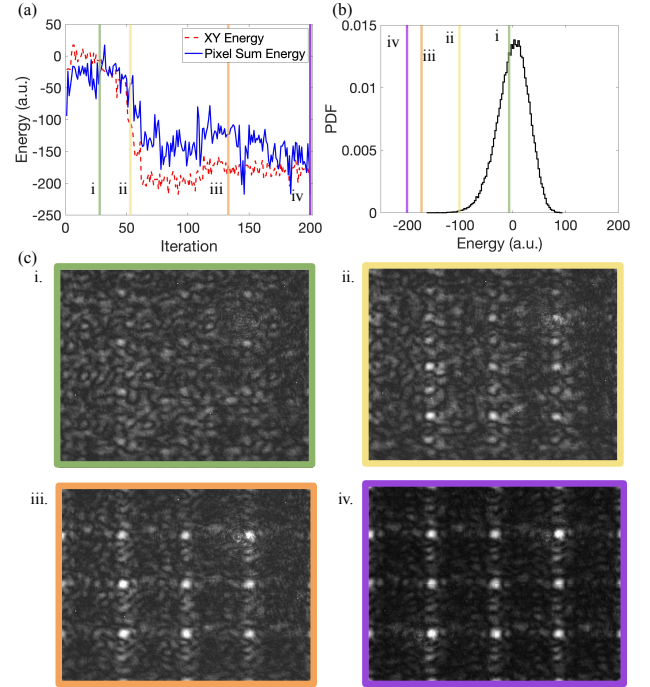 (a)
50
0
-50
-100
-150
-200
-250
Energy (a.u.)
XY Energy
Pixel Sum Energy
i
ii
iii
iv
0
50
100
150
200
Iteration
(b)
0.015
0.01
0.005
0
PDF
iv
iii
ii
i
-200
-100
0
100
200
Energy (a.u.)
(c)
i.
ii.
iii.
iv.